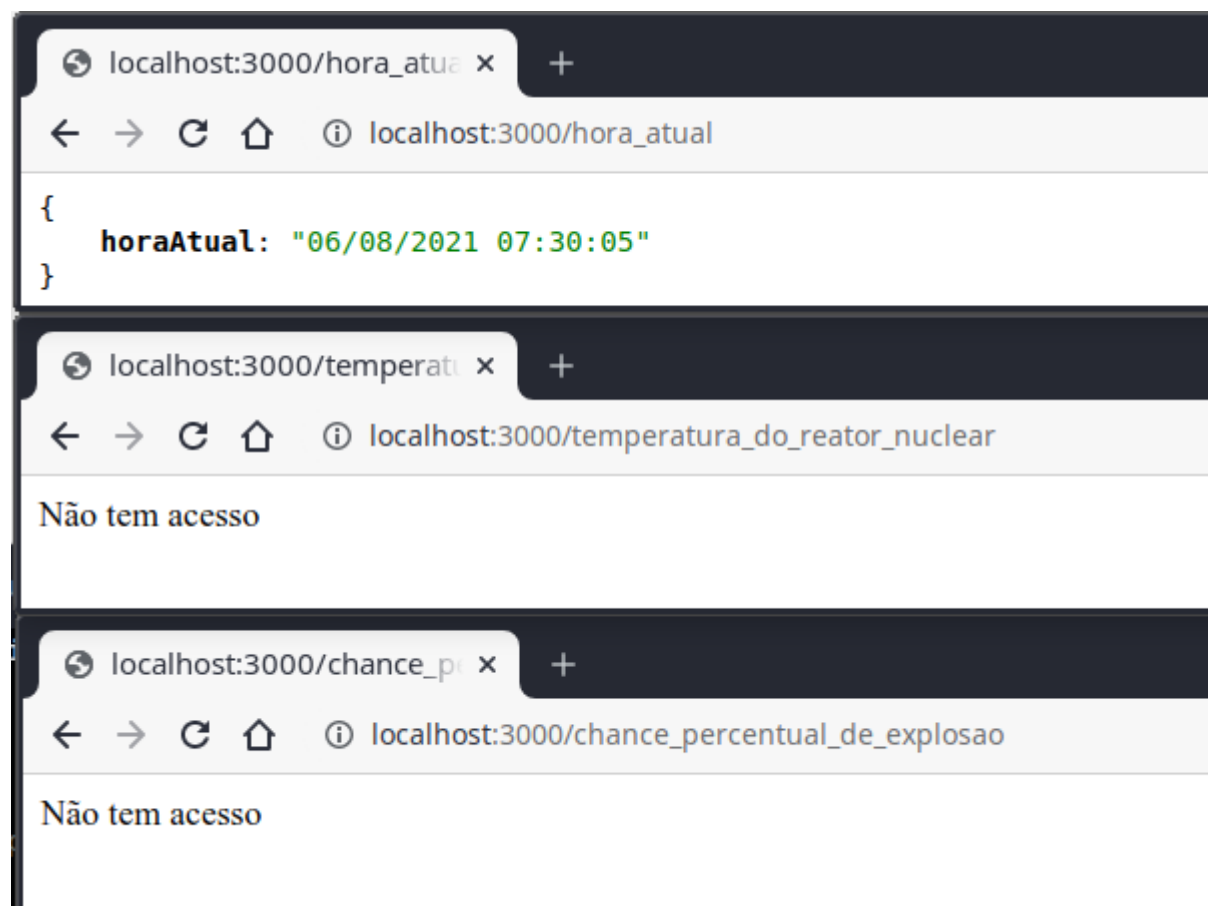 localhost:3000/hora_atua
localhost:3000/hora_atual
{
horaAtual: "06/08/2021 07:30:05"
}
localhost:3000/temperat
localhost:3000/temperatura_do_reator_nuclear
Não tem acesso
localhost:3000/chance_p
localhost:3000/chance_percentual_de_explosao
Não tem acesso